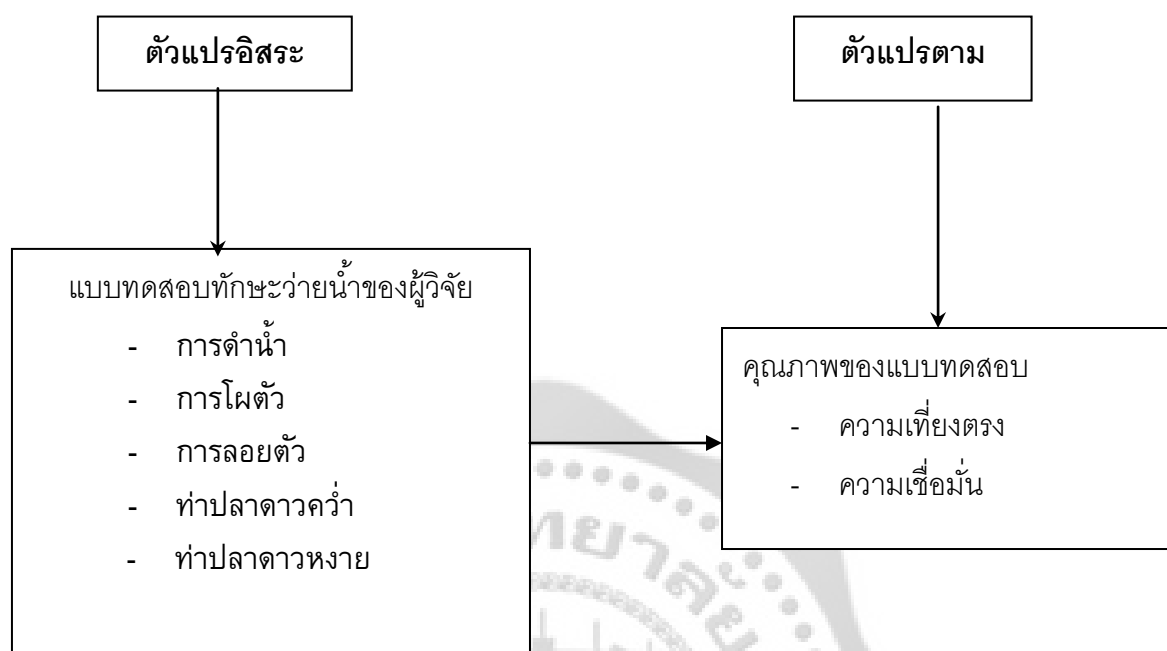 ตัวแปรอิสระ
ตัวแปรตาม
แบบทดสอบทักษะว่ายน้ำของผู้วิจัย
- การดำน้ำ
- การโผตัว
- การลอยตัว
- ท่าปลาดาวคว่ำ
- ท่าปลาดาวหงาย
คุณภาพของแบบทดสอบ
- ความเที่ยงตรง
- ความเชื่อมั่น